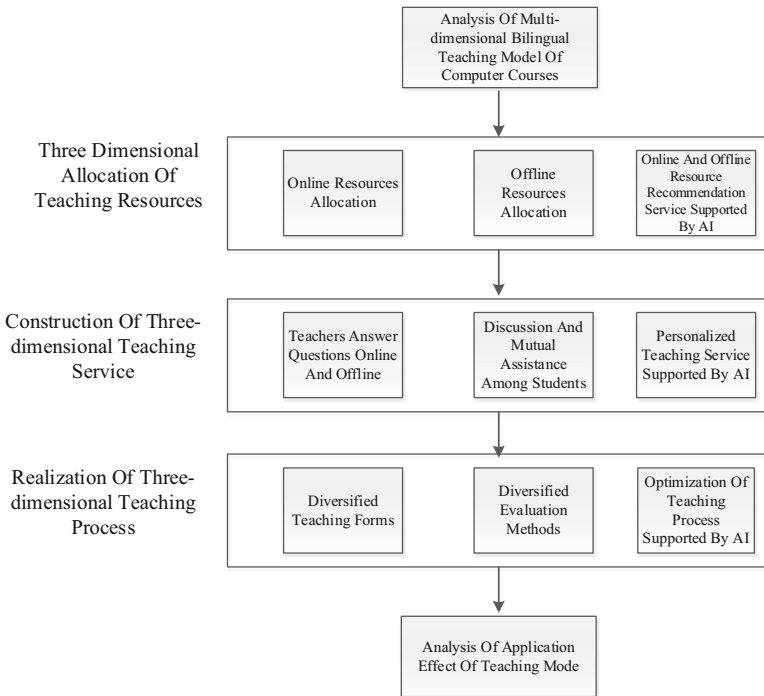 Analysis Of Multi-
dimensional Bilingual
Teaching Model Of
Computer Courses
Three Dimensional
Allocation Of
Teaching Resources
Online Resources
Allocation
Offline
Resources
Allocation
Online And Offline
Resource
Recommendation
Service Supported
By AI
Construction Of Three-
dimensional Teaching
Service
Teachers Answer
Questions Online
And Offline
Discussion And
Mutual
Assistance
Among Students
Personalized
Teaching Service
Supported By AI
Realization Of Three-
dimensional Teaching
Process
Diversified
Teaching Forms
Diversified
Evaluation
Methods
Optimization Of
Teaching
Process
Supported By AI
Analysis Of Application
Effect Of Teaching Mode